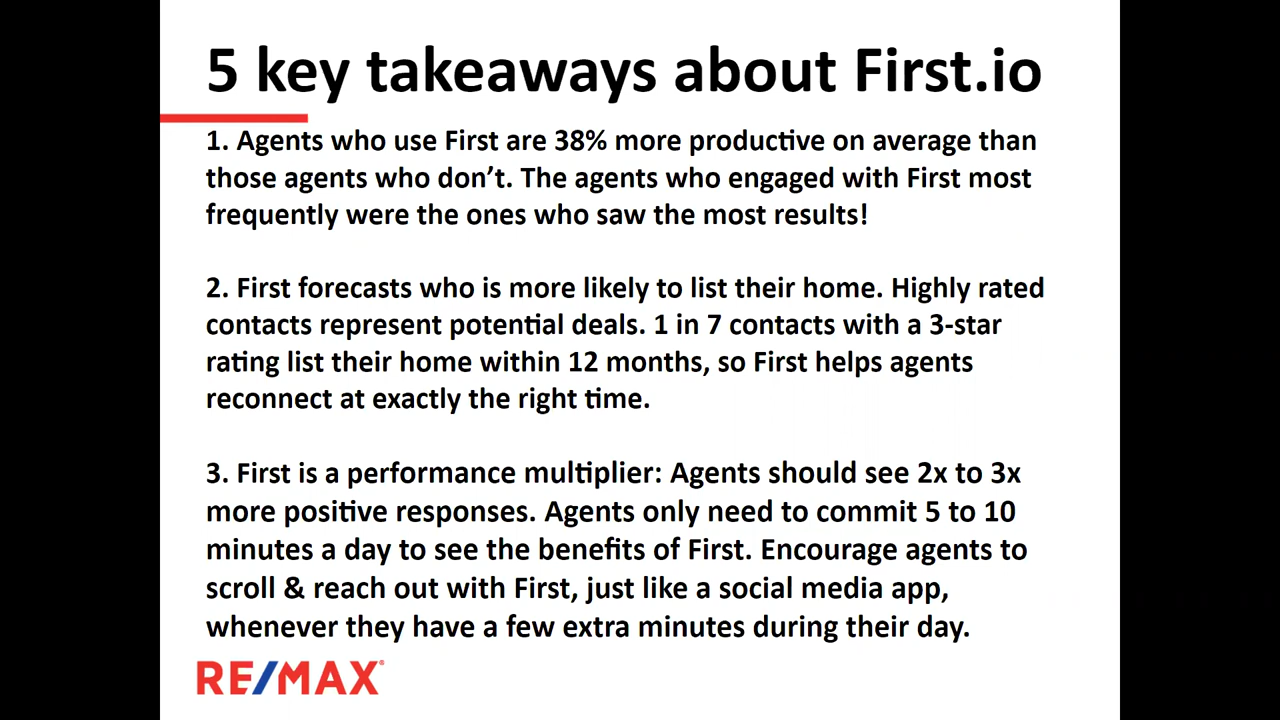 5 key takeaways about First.io
1. Agents who use First are 38% more productive on average than
those agents who don’t. The agents who engaged with First most
frequently were the ones who saw the most results!
2. First forecasts who is more likely to list their home. Highly rated
contacts represent potential deals. 1 in 7 contacts with a 3-star
rating list their home within 12 months, so First helps agents
reconnect at exactly the right time.
3. First is a performance multiplier: Agents should see 2x to 3x
more positive responses. Agents only need to commit 5 to 10
minutes a day to see the benefits of First. Encourage agents to
scroll & reach out with First, just like a social media app,
whenever they have a few extra minutes during their day.
RE/MAX®